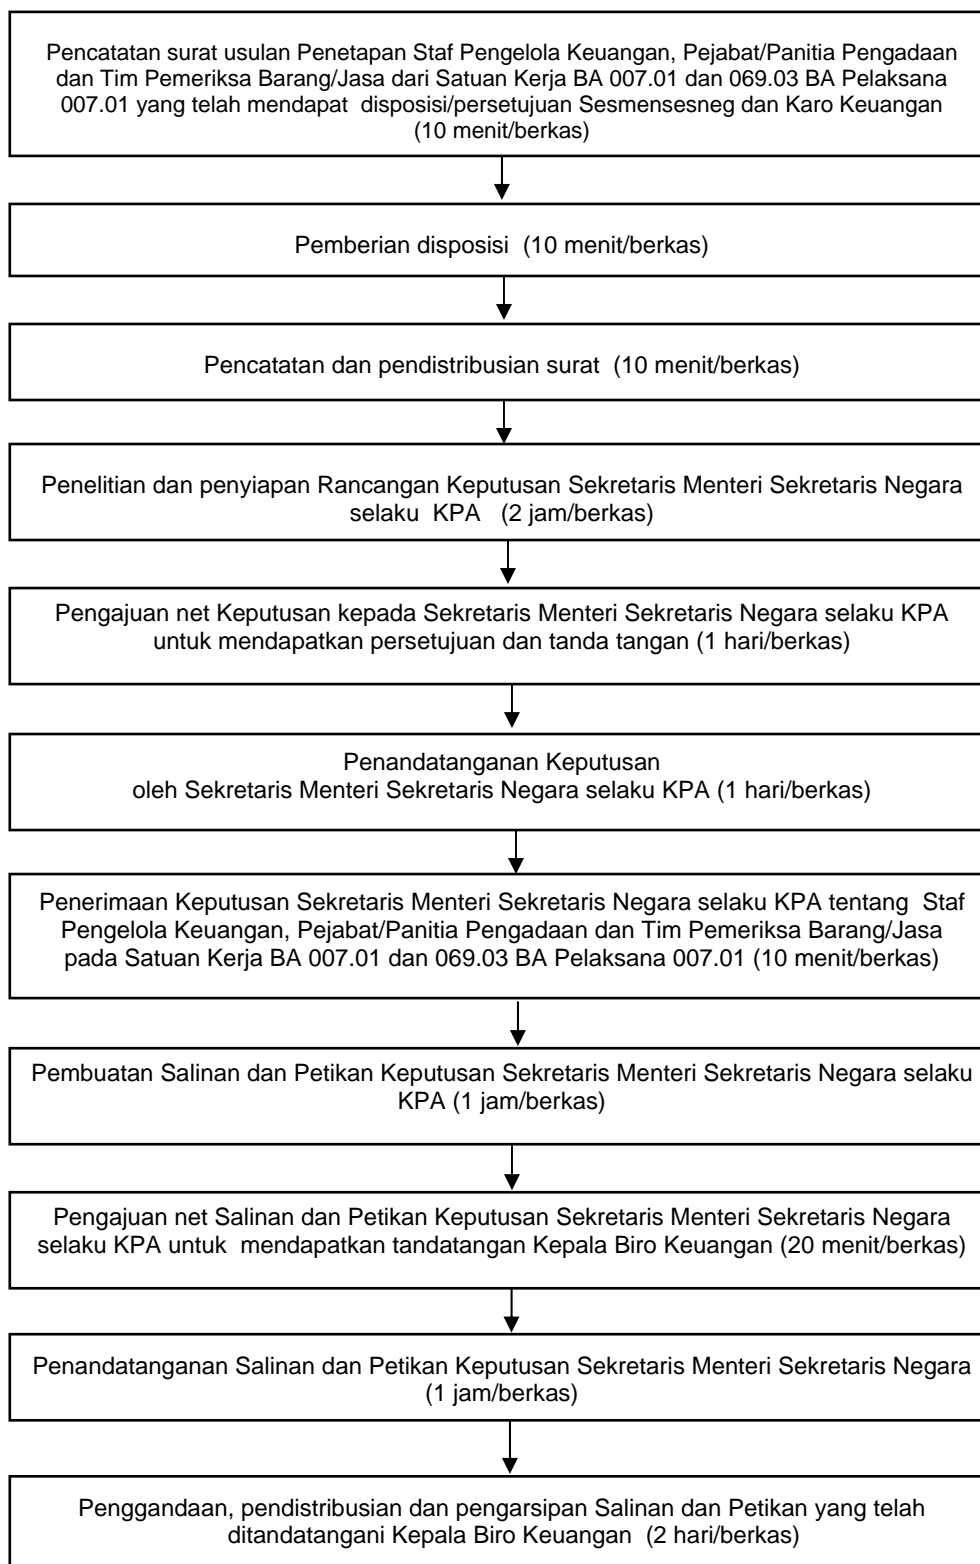 Pencatatan surat usulan Penetapan Staf Pengelola Keuangan, Pejabat/Panitia Pengadaan
dan Tim Pemeriksa Barang/Jasa dari Satuan Kerja BA 007.01 dan 069.03 BA Pelaksana
007.01 yang telah mendapat disposisi/persetujuan Sesmensesneg dan Karo Keuangan
(10 menit/berkas)
Pemberian disposisi (10 menit/berkas)
Pencatatan dan pendistribusian surat (10 menit/berkas)
Penelitian dan penyiapan Rancangan Keputusan Sekretaris Menteri Sekretaris Negara
selaku KPA (2 jam/berkas)
Pengajuan net Keputusan kepada Sekretaris Menteri Sekretaris Negara selaku KPA
untuk mendapatkan persetujuan dan tanda tangan (1 hari/berkas)
Penandatanganan Keputusan
oleh Sekretaris Menteri Sekretaris Negara selaku KPA (1 hari/berkas)
Penerimaan Keputusan Sekretaris Menteri Sekretaris Negara selaku KPA tentang Staf
Pengelola Keuangan, Pejabat/Panitia Pengadaan dan Tim Pemeriksa Barang/Jasa
pada Satuan Kerja BA 007.01 dan 069.03 BA Pelaksana 007.01 (10 menit/berkas)
Pembuatan Salinan dan Petikan Keputusan Sekretaris Menteri Sekretaris Negara selaku
KPA (1 jam/berkas)
Pengajuan net Salinan dan Petikan Keputusan Sekretaris Menteri Sekretaris Negara
selaku KPA untuk mendapatkan tandatangan Kepala Biro Keuangan (20 menit/berkas)
Penandatanganan Salinan dan Petikan Keputusan Sekretaris Menteri Sekretaris Negara
(1 jam/berkas)
Penggandaan, pendistribusian dan pengarsipan Salinan dan Petikan yang telah
ditandatangani Kepala Biro Keuangan (2 hari/berkas)